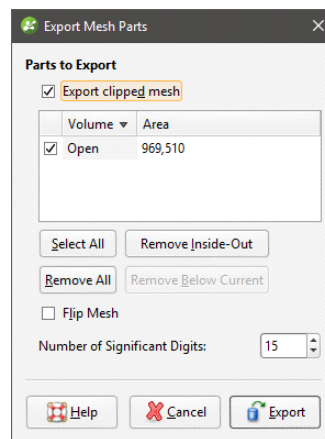 Export Mesh Parts
Parts to Export
Export clipped mesh
Volume Area
Open 969,510
Select All Remove Inside-Out
Remove All Remove Below Current
Flip Mesh
Number of Significant Digits: 15
Help Cancel Export